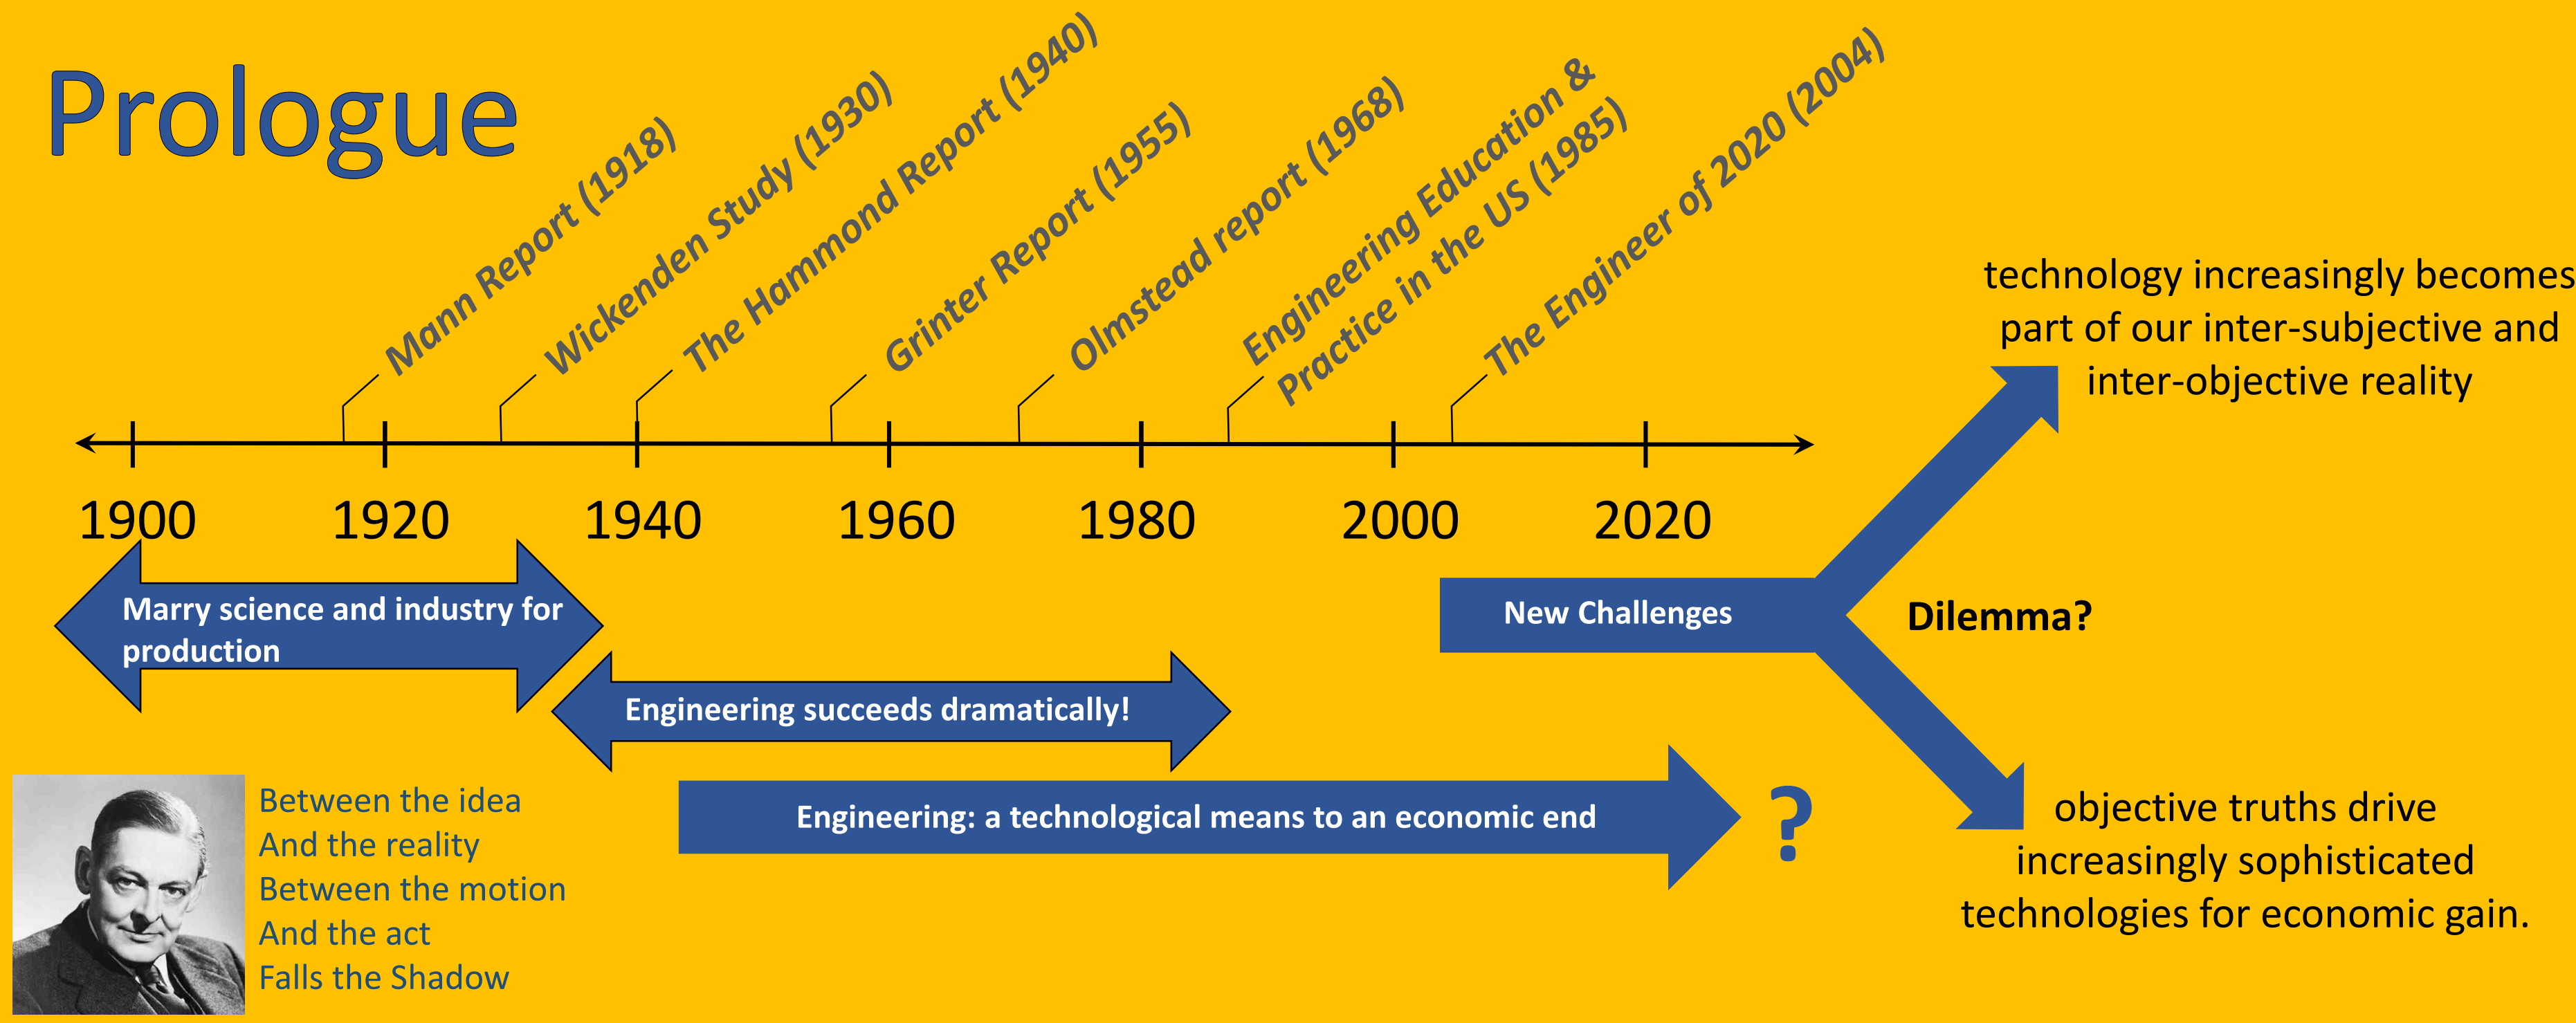 Prologue
Mann Report (1918)
Wickenden Study (1930)
The Hammond Report (1940)
Grinter Report (1955)
Olmstead report (1968)
Engineering Education &
Practice in the US (1985)
The Engineer of 2020 (2004)
1900
1920
1940
1960
1980
2000
2020
technology increasingly becomes
part of our inter-subjective and
inter-objective reality
Marry science and industry for
production
New Challenges
Dilemma?
Engineering succeeds dramatically!
Engineering: a technological means to an economic end
?
objective truths drive
increasingly sophisticated
technologies for economic gain.
Between the idea
And the reality
Between the motion
And the act
Falls the Shadow